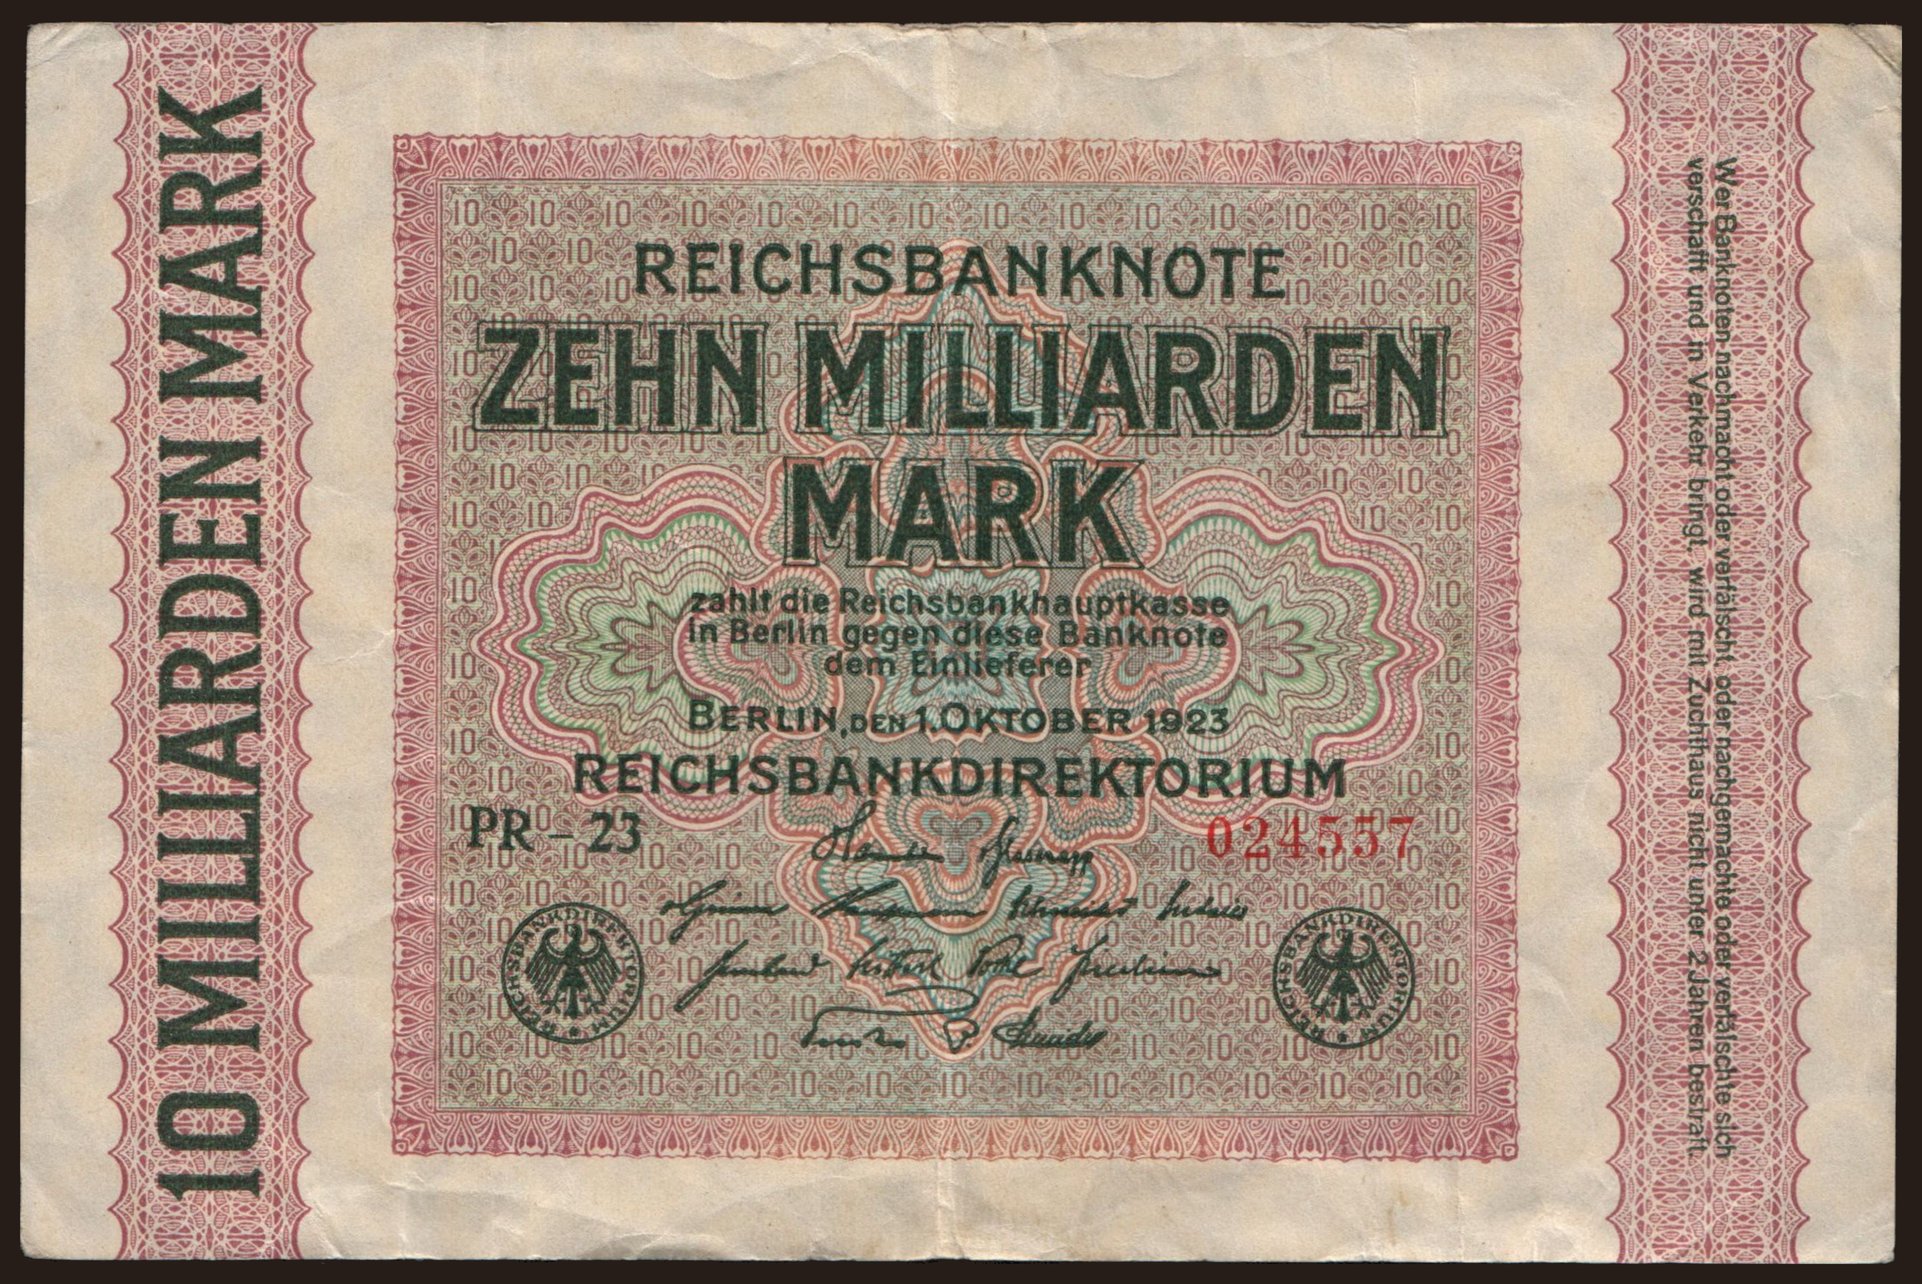 10 MILLIARDEN MARK
REICHSBANKNOTE
ZEHN MILLIARDEN
MARK
zahlt die Reichsbankhauptkasse
in Berlin gegen diese Banknote
dem Einlieferer
BERLIN, DEN 1. OKTOBER 1923
REICHSBANKDIREKTORIUM
PR - 23
024557
REICHSBANKDIREKTORIUM
REICHSBANKDIREKTORIUM
Wer Banknoten nachmacht oder verfälscht, oder nachgemachte oder verfälschte sich
verschafft und in Verkehr bringt, wird mit Zuchthaus nicht unter 2 Jahren bestraft.